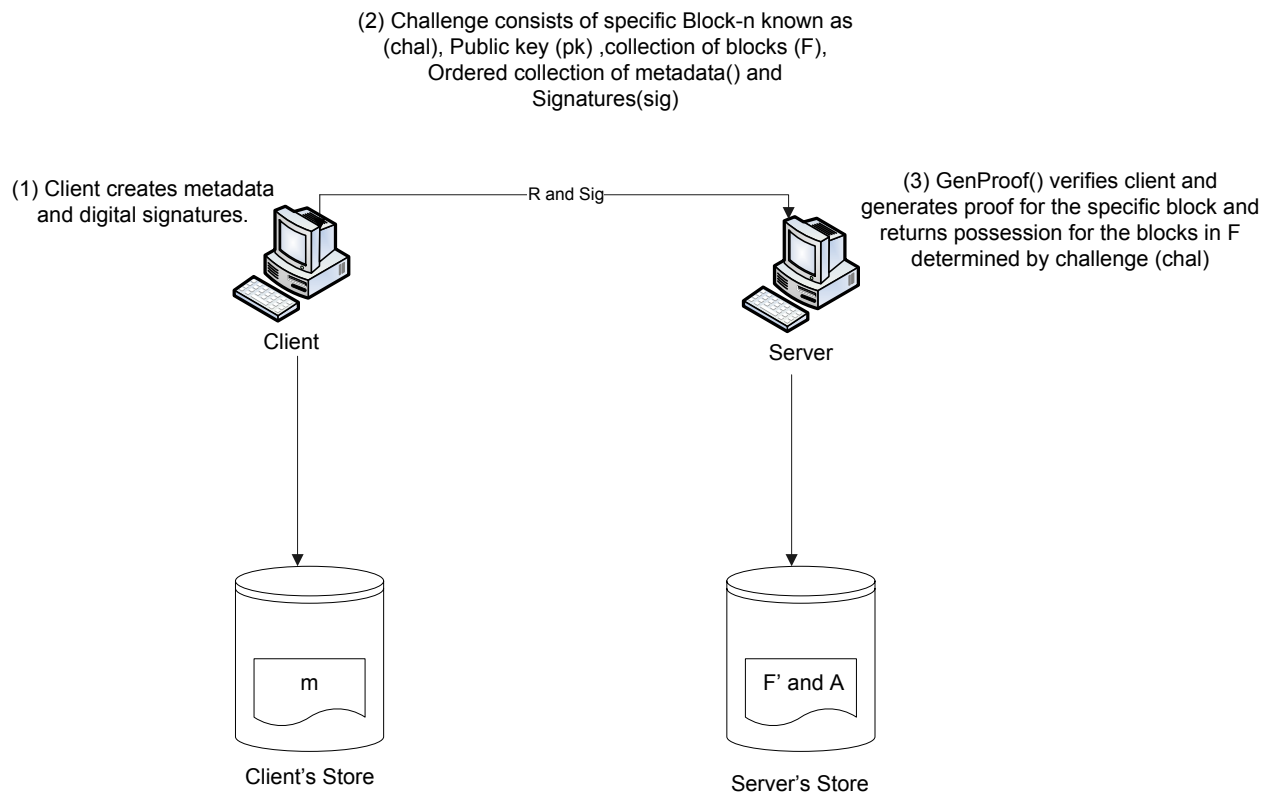 (2) Challenge consists of specific Block-n known as
(chal), Public key (pk) ,collection of blocks (F),
Ordered collection of metadata() and
Signatures(sig)
(1) Client creates metadata
and digital signatures.
R and Sig
(3) GenProof() verifies client and
generates proof for the specific block and
returns possession for the blocks in F
determined by challenge (chal)
Client
Server
m
F' and A
Client's Store
Server's Store